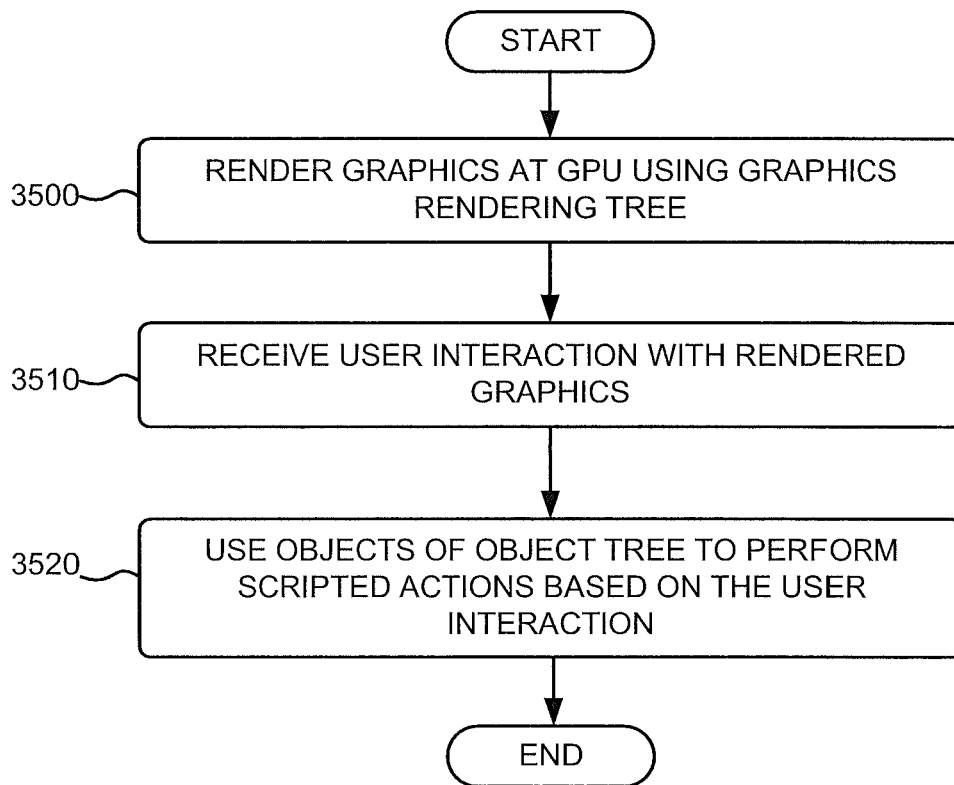 START
3500
RENDER GRAPHICS AT GPU USING GRAPHICS
RENDERING TREE
3510
RECEIVE USER INTERACTION WITH RENDERED
GRAPHICS
3520
USE OBJECTS OF OBJECT TREE TO PERFORM
SCRIPTED ACTIONS BASED ON THE USER
INTERACTION
END